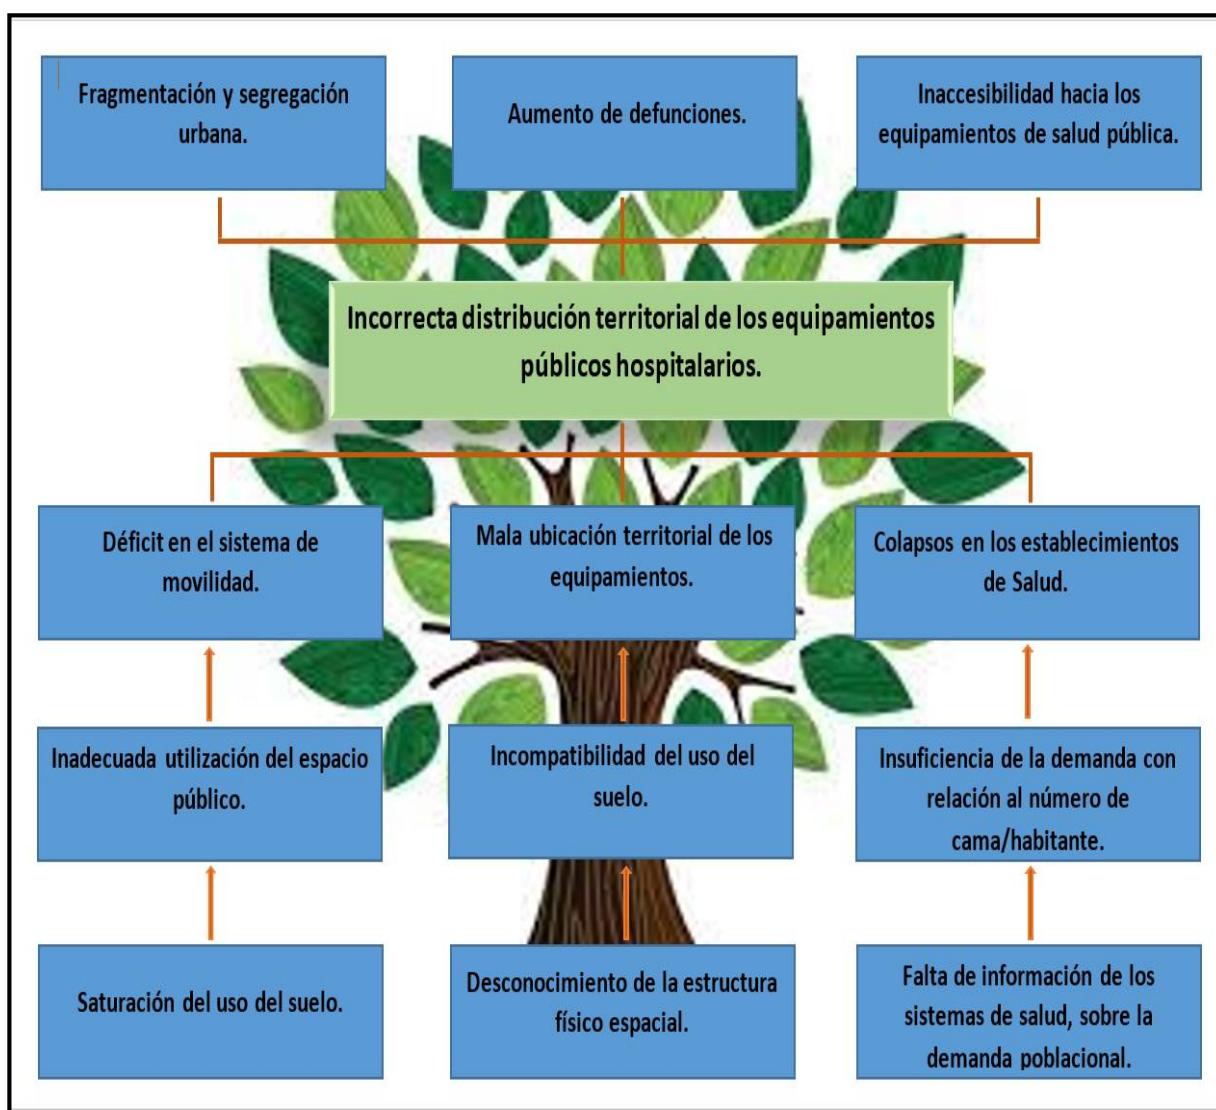 Fragmentación y segregación
urbana.
Aumento de defunciones.
Inaccesibilidad hacia los
equipamientos de salud pública.
Incorrecta distribución territorial de los equipamientos
públicos hospitalarios.
Déficit en el sistema de
movilidad.
Mala ubicación territorial de los
equipamientos.
Colapsos en los establecimientos
de Salud.
Inadecuada utilización del espacio
público.
Incompatibilidad del uso del
suelo.
Insuficiencia de la demanda con
relación al número de
cama/habitante.
Saturación del uso del suelo.
Desconocimiento de la estructura
físico espacial.
Falta de información de los
sistemas de salud, sobre la
demanda poblacional.